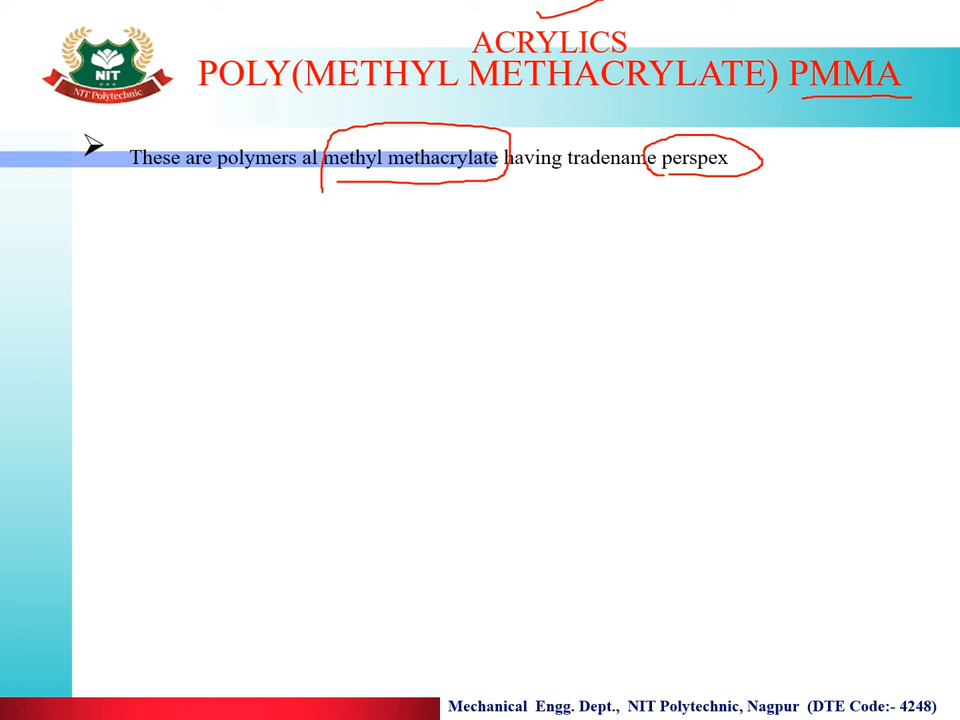 ACRYLICS
POLY(METHYL METHACRYLATE) PMMA
NIT
NIT Polytechnic
These are polymers al methyl methacrylate having tradename perspex
Mechanical Engg. Dept., NIT Polytechnic, Nagpur (DTE Code:- 4248)